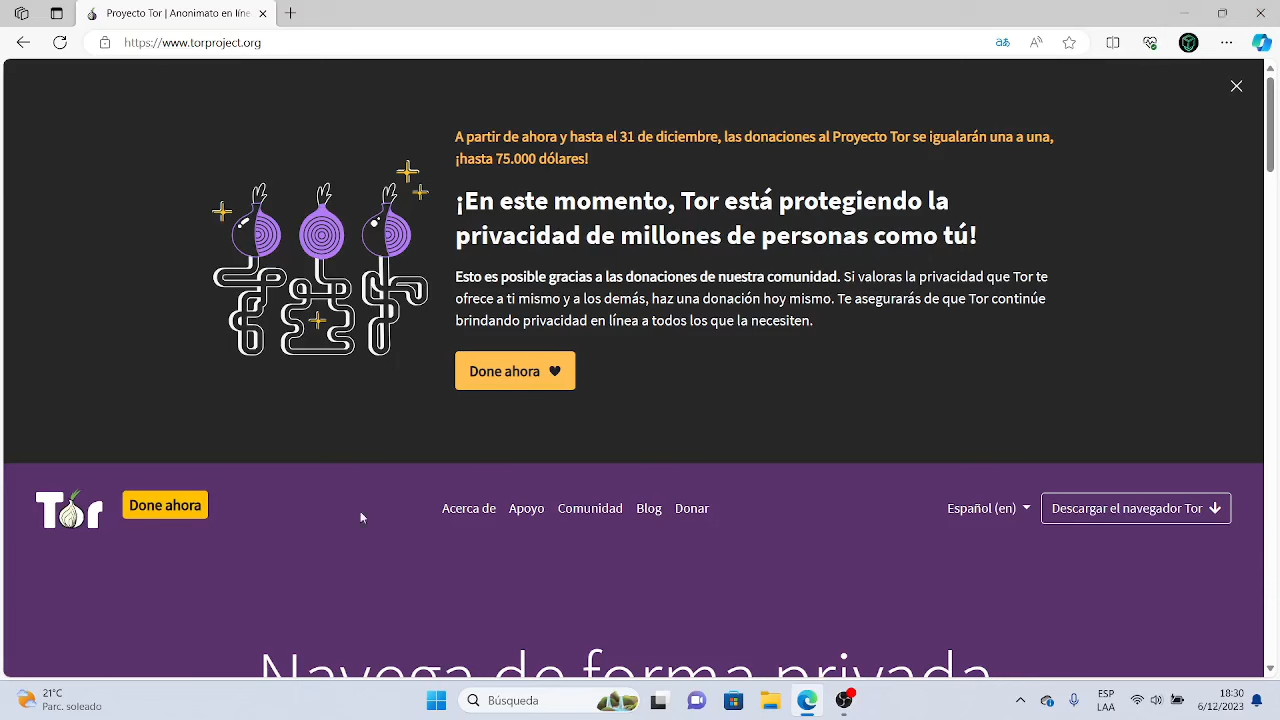 Proyecto Tor | Anonimato en líne
https://www.torproject.org
A partir de ahora y hasta el 31 de diciembre, las donaciones al Proyecto Tor se igualarán una a una,
¡hasta 75.000 dólares!
¡En este momento, Tor está protegiendo la
privacidad de millones de personas como tú!
Esto es posible gracias a las donaciones de nuestra comunidad. Si valoras la privacidad que Tor te
ofrece a ti mismo y a los demás, haz una donación hoy mismo. Te asegurarás de que Tor continúe
brindando privacidad en línea a todos los que la necesiten.
Done ahora
Tor
Done ahora
Acerca de Apoyo Comunidad Blog Donar
Español (en)
Descargar el navegador Tor
Navega de forma privada
21°C
Parc. soleado
Búsqueda
ESP
LAA
18:30
6/12/2023